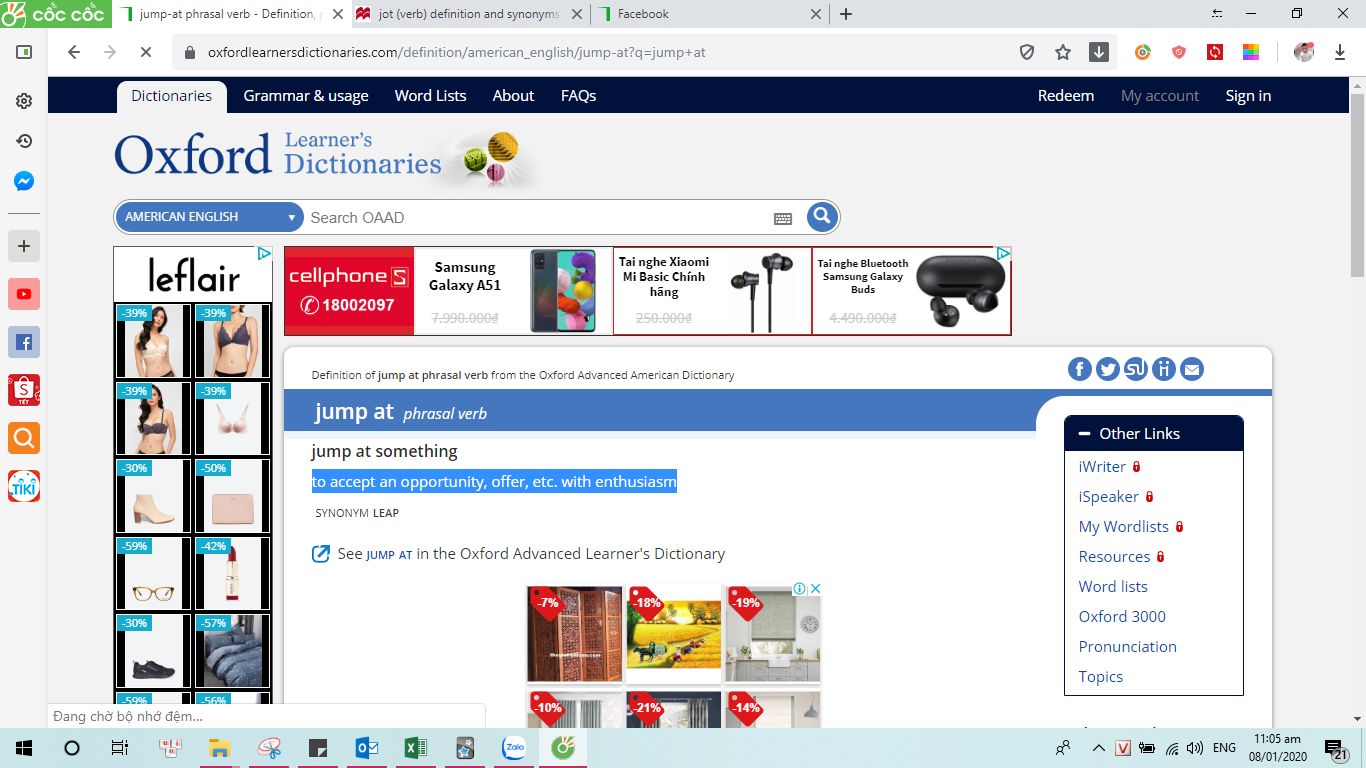 cốc cốc
jump-at phrasal verb - Definition, p
jot (verb) definition and synonyms
Facebook
oxfordlearnersdictionaries.com/definition/american_english/jump-at?q=jump+at
Dictionaries
Grammar & usage
Word Lists
About
FAQs
Redeem
My account
Sign in
Oxford Learner's
Dictionaries
AMERICAN ENGLISH
Search OAAD
leflair
-39%
-39%
-39%
-39%
-30%
-50%
-59%
-42%
-30%
-57%
-59%
-56%
cellphone S
18002097
Samsung
Galaxy A51
7.990.000₫
Tai nghe Xiaomi
Mi Basic Chính
hãng
250.000₫
Tai nghe Bluetooth
Samsung Galaxy
Buds
4.490.000₫
Definition of jump at phrasal verb from the Oxford Advanced American Dictionary
jump at phrasal verb
jump at something
to accept an opportunity, offer, etc. with enthusiasm
SYNONYM LEAP
See JUMP AT in the Oxford Advanced Learner's Dictionary
-7%
-18%
-19%
-10%
-21%
-14%
Other Links
iWriter
iSpeaker
My Wordlists
Resources
Word lists
Oxford 3000
Pronunciation
Topics
TẾT
TIKI
Đang chờ bộ nhớ đệm...
Zalo
V
ENG
11:05 am
08/01/2020
21